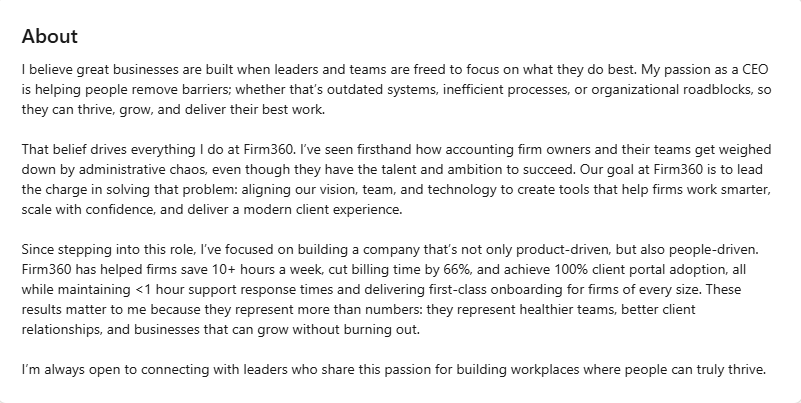 About
I believe great businesses are built when leaders and teams are freed to focus on what they do best. My passion as a CEO
is helping people remove barriers; whether that’s outdated systems, inefficient processes, or organizational roadblocks, so
they can thrive, grow, and deliver their best work.
That belief drives everything I do at Firm360. I’ve seen firsthand how accounting firm owners and their teams get weighed
down by administrative chaos, even though they have the talent and ambition to succeed. Our goal at Firm360 is to lead
the charge in solving that problem: aligning our vision, team, and technology to create tools that help firms work smarter,
scale with confidence, and deliver a modern client experience.
Since stepping into this role, I’ve focused on building a company that’s not only product-driven, but also people-driven.
Firm360 has helped firms save 10+ hours a week, cut billing time by 66%, and achieve 100% client portal adoption, all
while maintaining <1 hour support response times and delivering first-class onboarding for firms of every size. These
results matter to me because they represent more than numbers: they represent healthier teams, better client
relationships, and businesses that can grow without burning out.
I’m always open to connecting with leaders who share this passion for building workplaces where people can truly thrive.